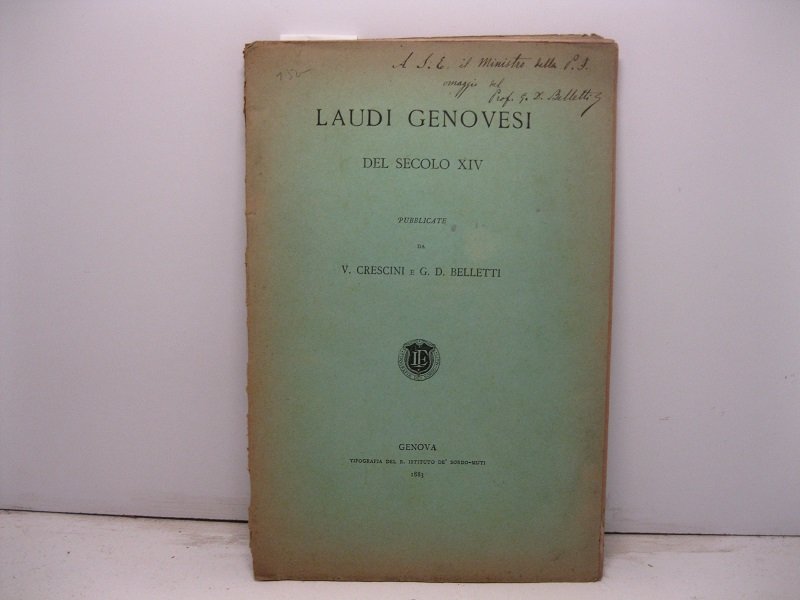 A S. E. il Ministro della P. I.
omaggio del
Prof. G. D. Belletti
LAUDI GENOVESI
DEL SECOLO XIV
PUBBLICATE
DA
V. CRESCINI E G. D. BELLETTI
GENOVA
TIPOGRAFIA DEL R. ISTITUTO DE' SORDO-MUTI
1883